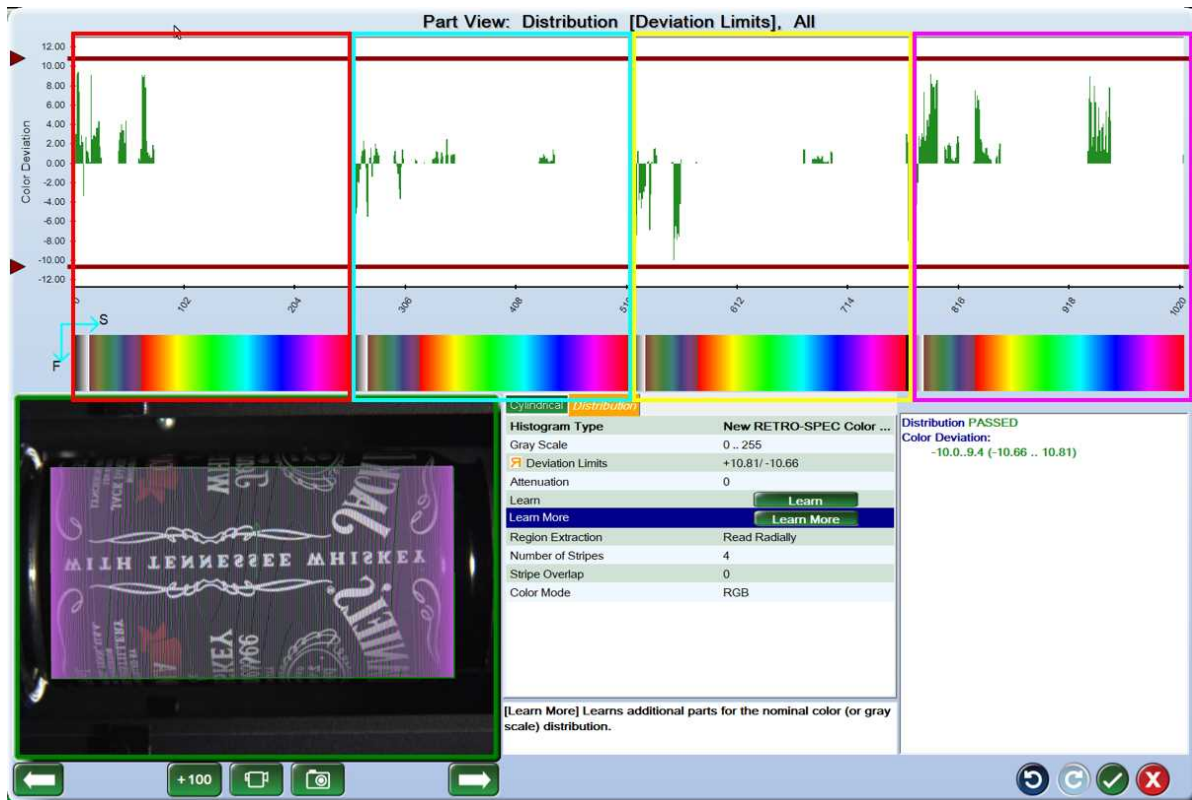 Part View: Distribution [Deviation Limits], All
12.00
10.00
8.00
6.00
4.00
2.00
0.00
-2.00
-4.00
-6.00
-8.00
-10.00
-12.00
Color Deviation
0 102 204 306 408 510 612 714 816 918 1020
S
F
Cylindrical Distribution
Histogram Type New RETRO-SPEC Color ...
Gray Scale 0 .. 255
Я Deviation Limits +10.81/ -10.66
Attenuation 0
Learn Learn
Learn More Learn More
Region Extraction Read Radially
Number of Stripes 4
Stripe Overlap 0
Color Mode RGB
[Learn More] Learns additional parts for the nominal color (or gray
scale) distribution.
Distribution PASSED
Color Deviation:
-10.0..9.4 (-10.66 .. 10.81)
JACK
WITH TENNESSEE WHISKEY
+100